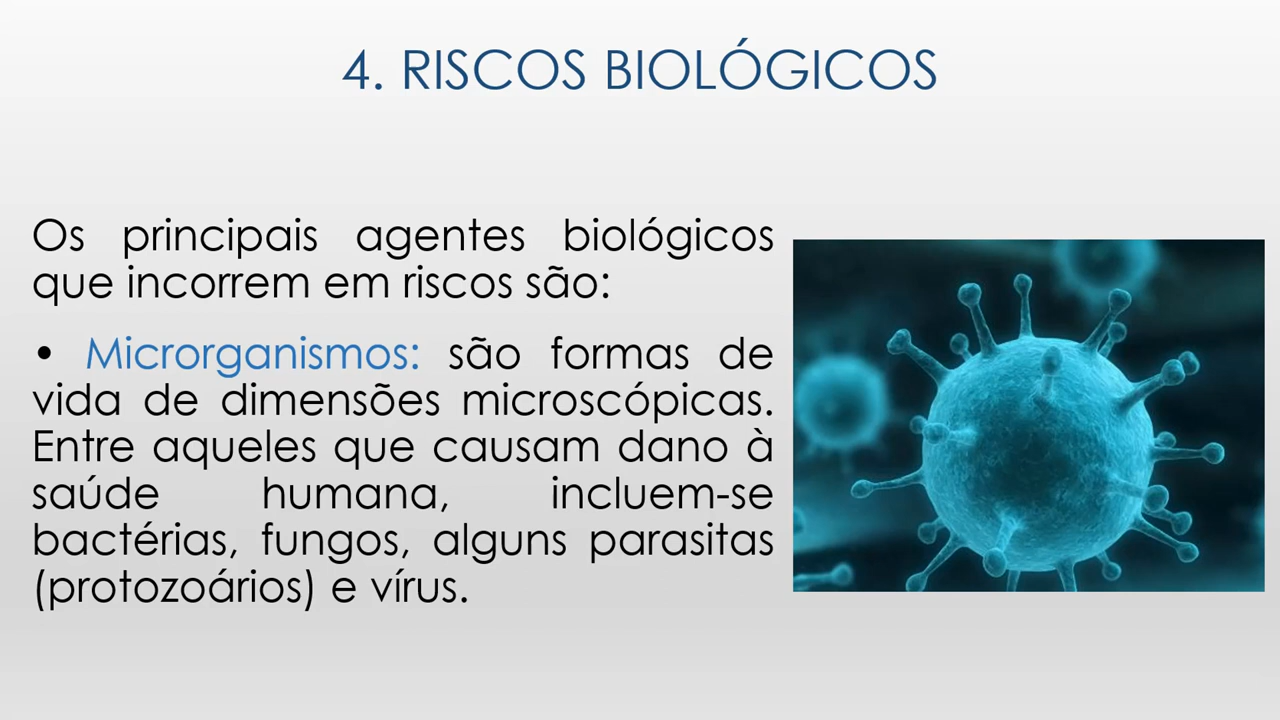 4. RISCOS BIOLÓGICOS
Os principais agentes biológicos
que incorrem em riscos são:
• Microrganismos: são formas de
vida de dimensões microscópicas.
Entre aqueles que causam dano à
saúde humana, incluem-se
bactérias, fungos, alguns parasitas
(protozoários) e vírus.